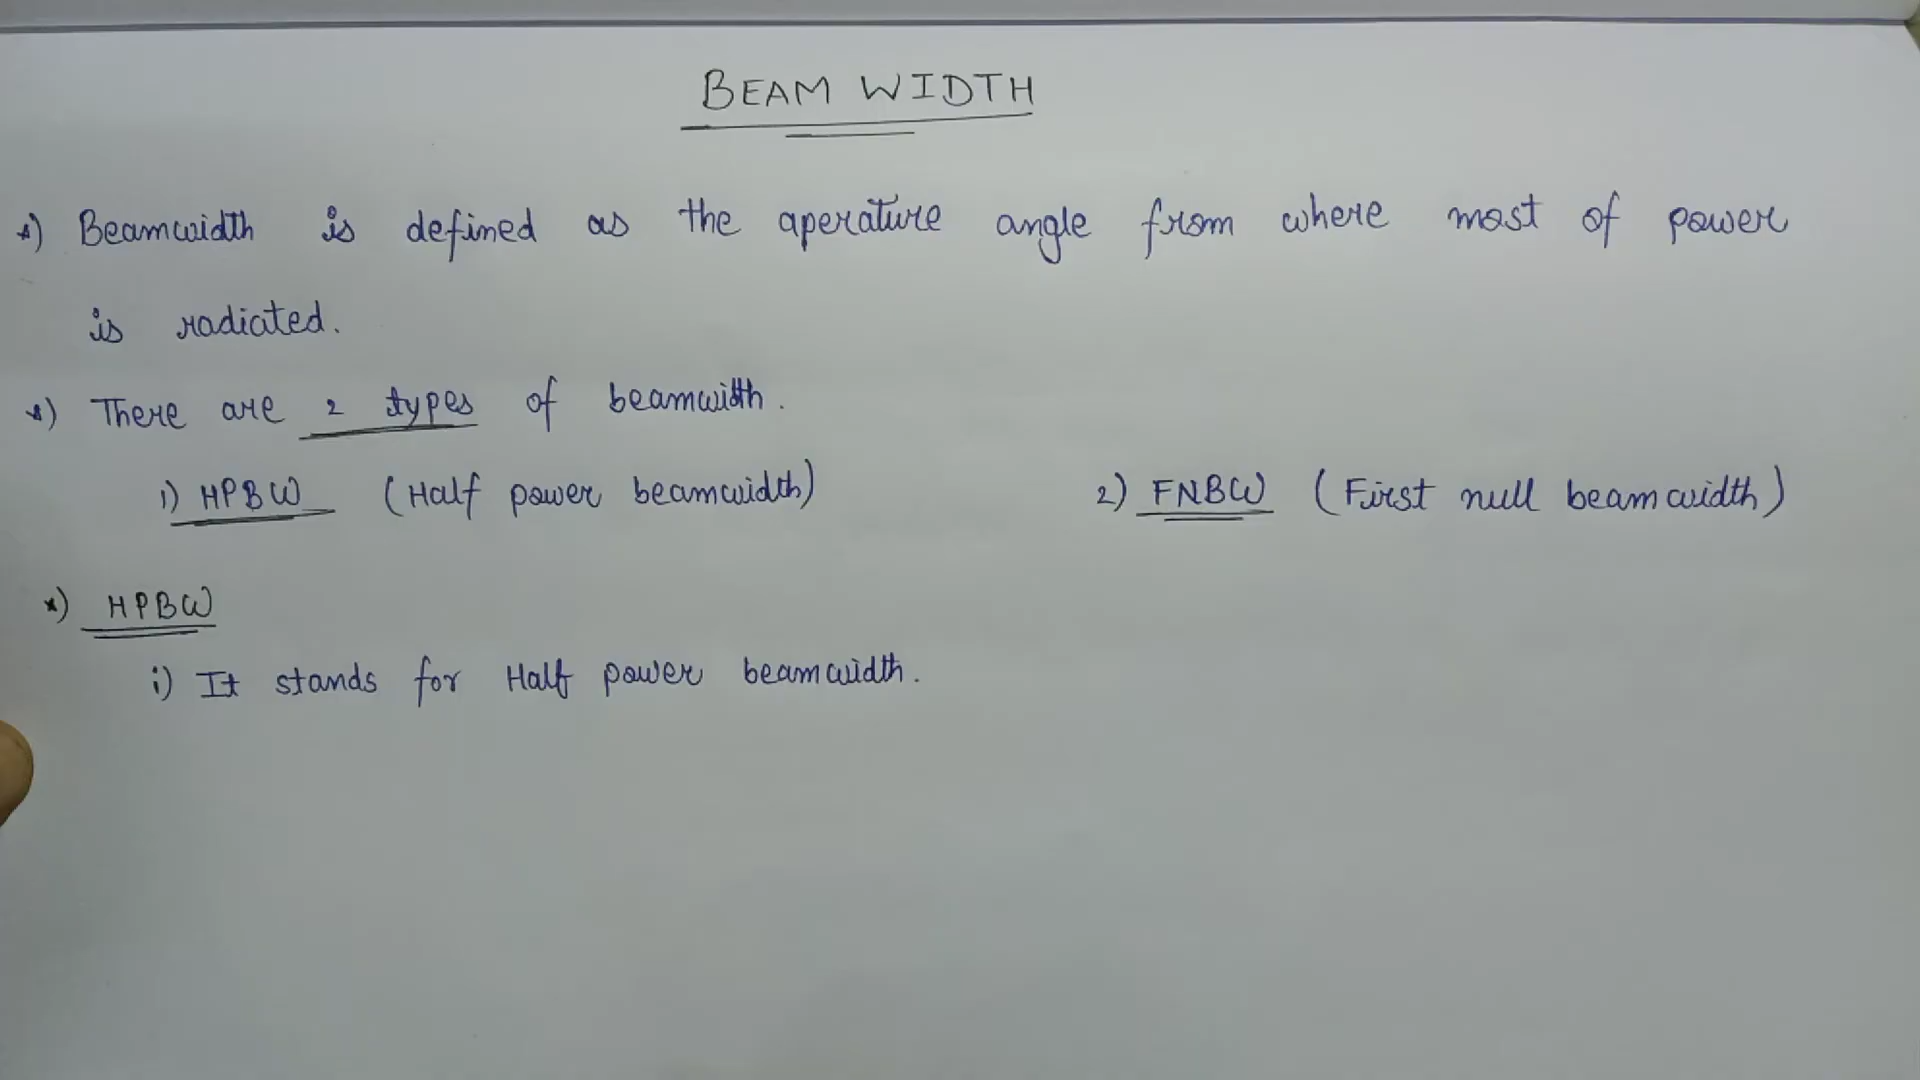 BEAM WIDTH
*) Beamwidth is defined as the aperature angle from where most of power
is radiated.
*) There are 2 types of beamwidth.
1) HPBW (Half power beamwidth) 2) FNBW (First null beamwidth)
*) HPBW
i) It stands for Half power beamwidth.